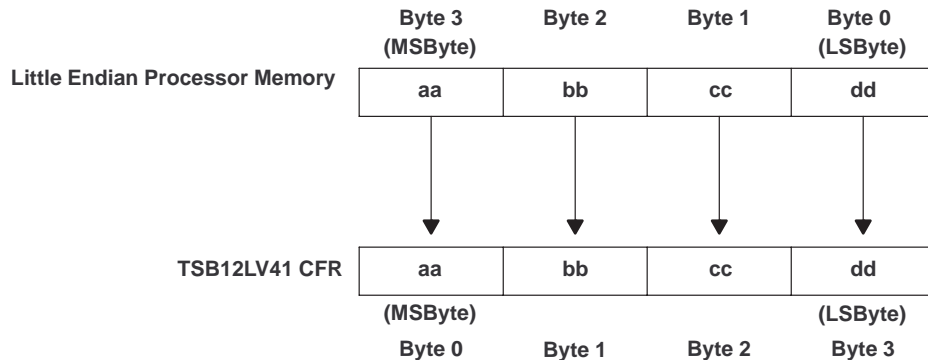 Byte 3 Byte 2 Byte 1 Byte 0
(MSByte) (LSByte)
Little Endian Processor Memory
aa bb cc dd
TSB12LV41 CFR aa bb cc dd
(MSByte) (LSByte)
Byte 0 Byte 1 Byte 2 Byte 3